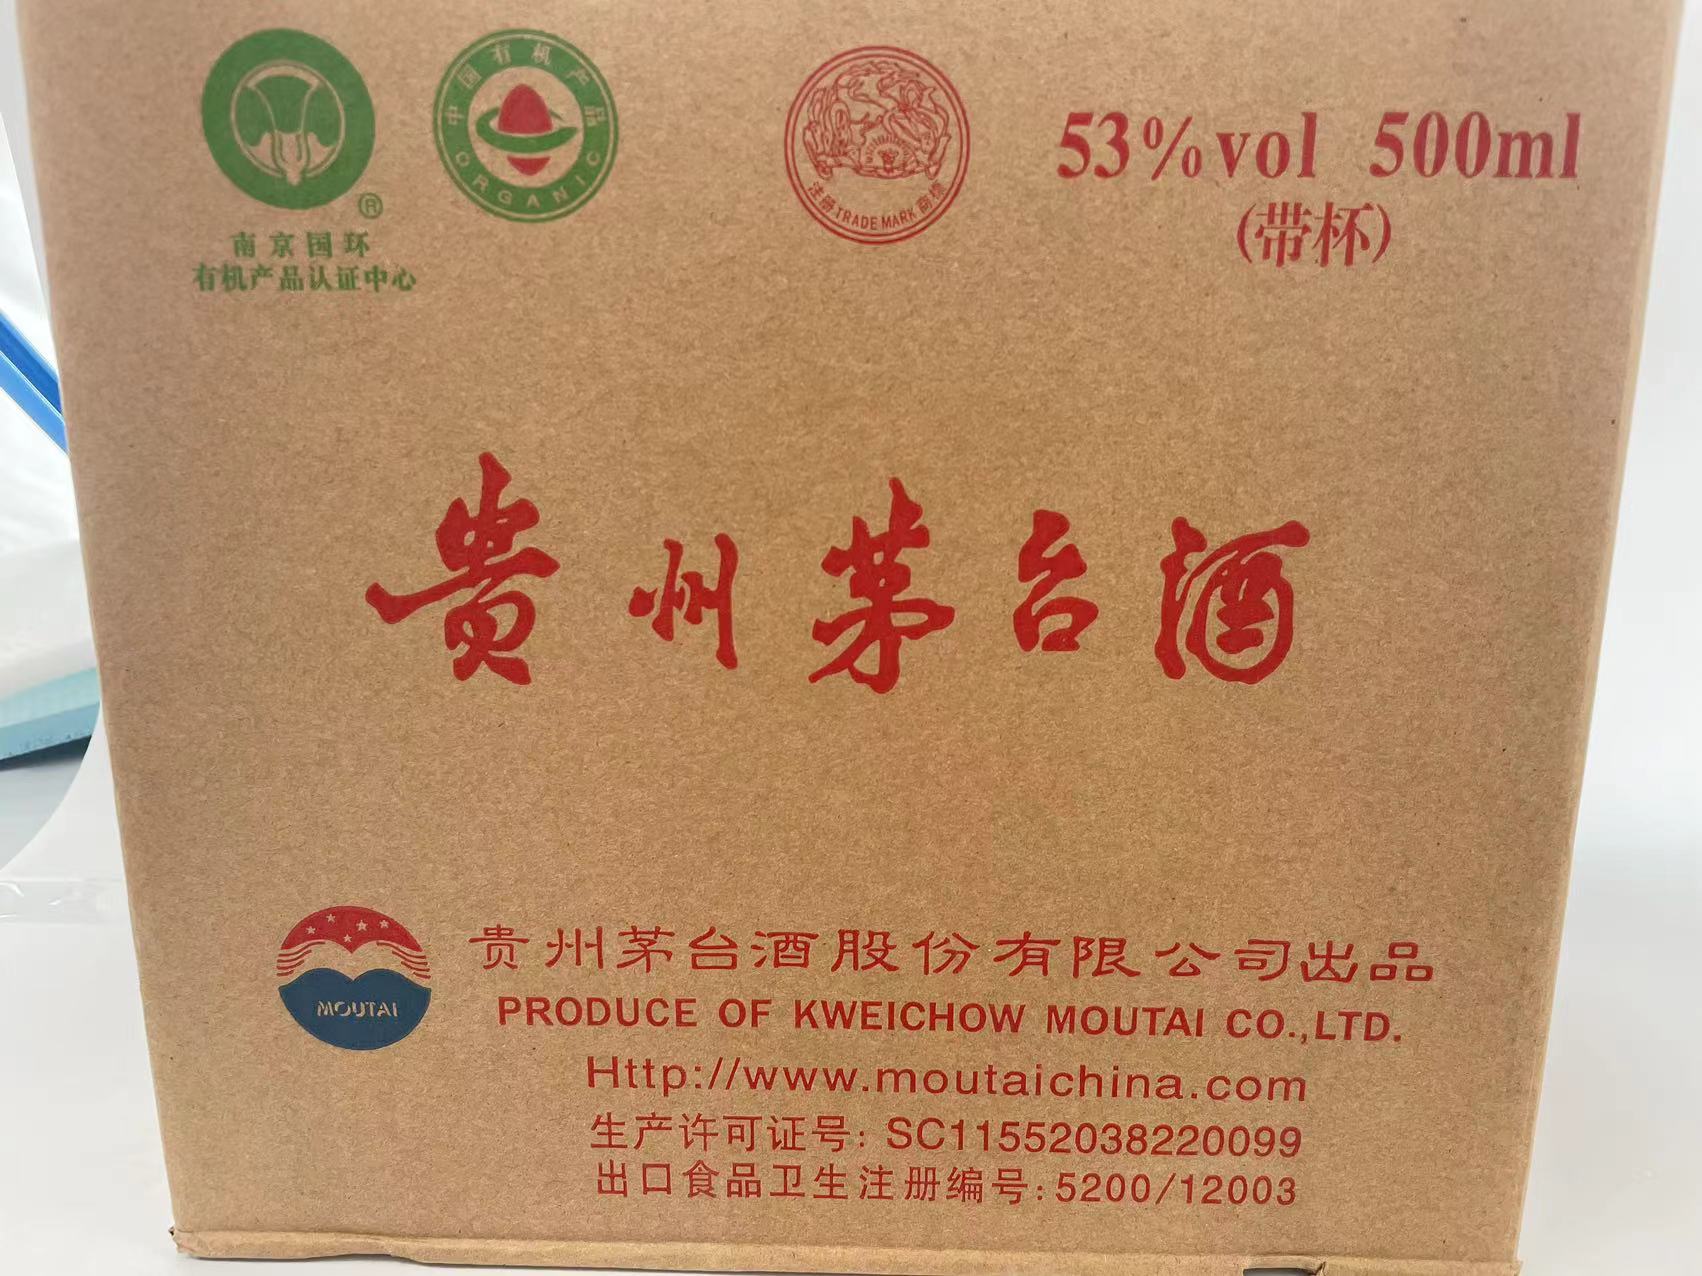 中国有机产品
ORGANIC
®
南京国环
有机产品认证中心
注册 TRADE MARK 商标
53%vol 500ml
(带杯)
贵州茅台酒
MOUTAI
贵州茅台酒股份有限公司出品
PRODUCE OF KWEICHOW MOUTAI CO.,LTD.
Http://www.moutaichina.com
生产许可证号: SC11552038220099
出口食品卫生注册编号:5200/12003